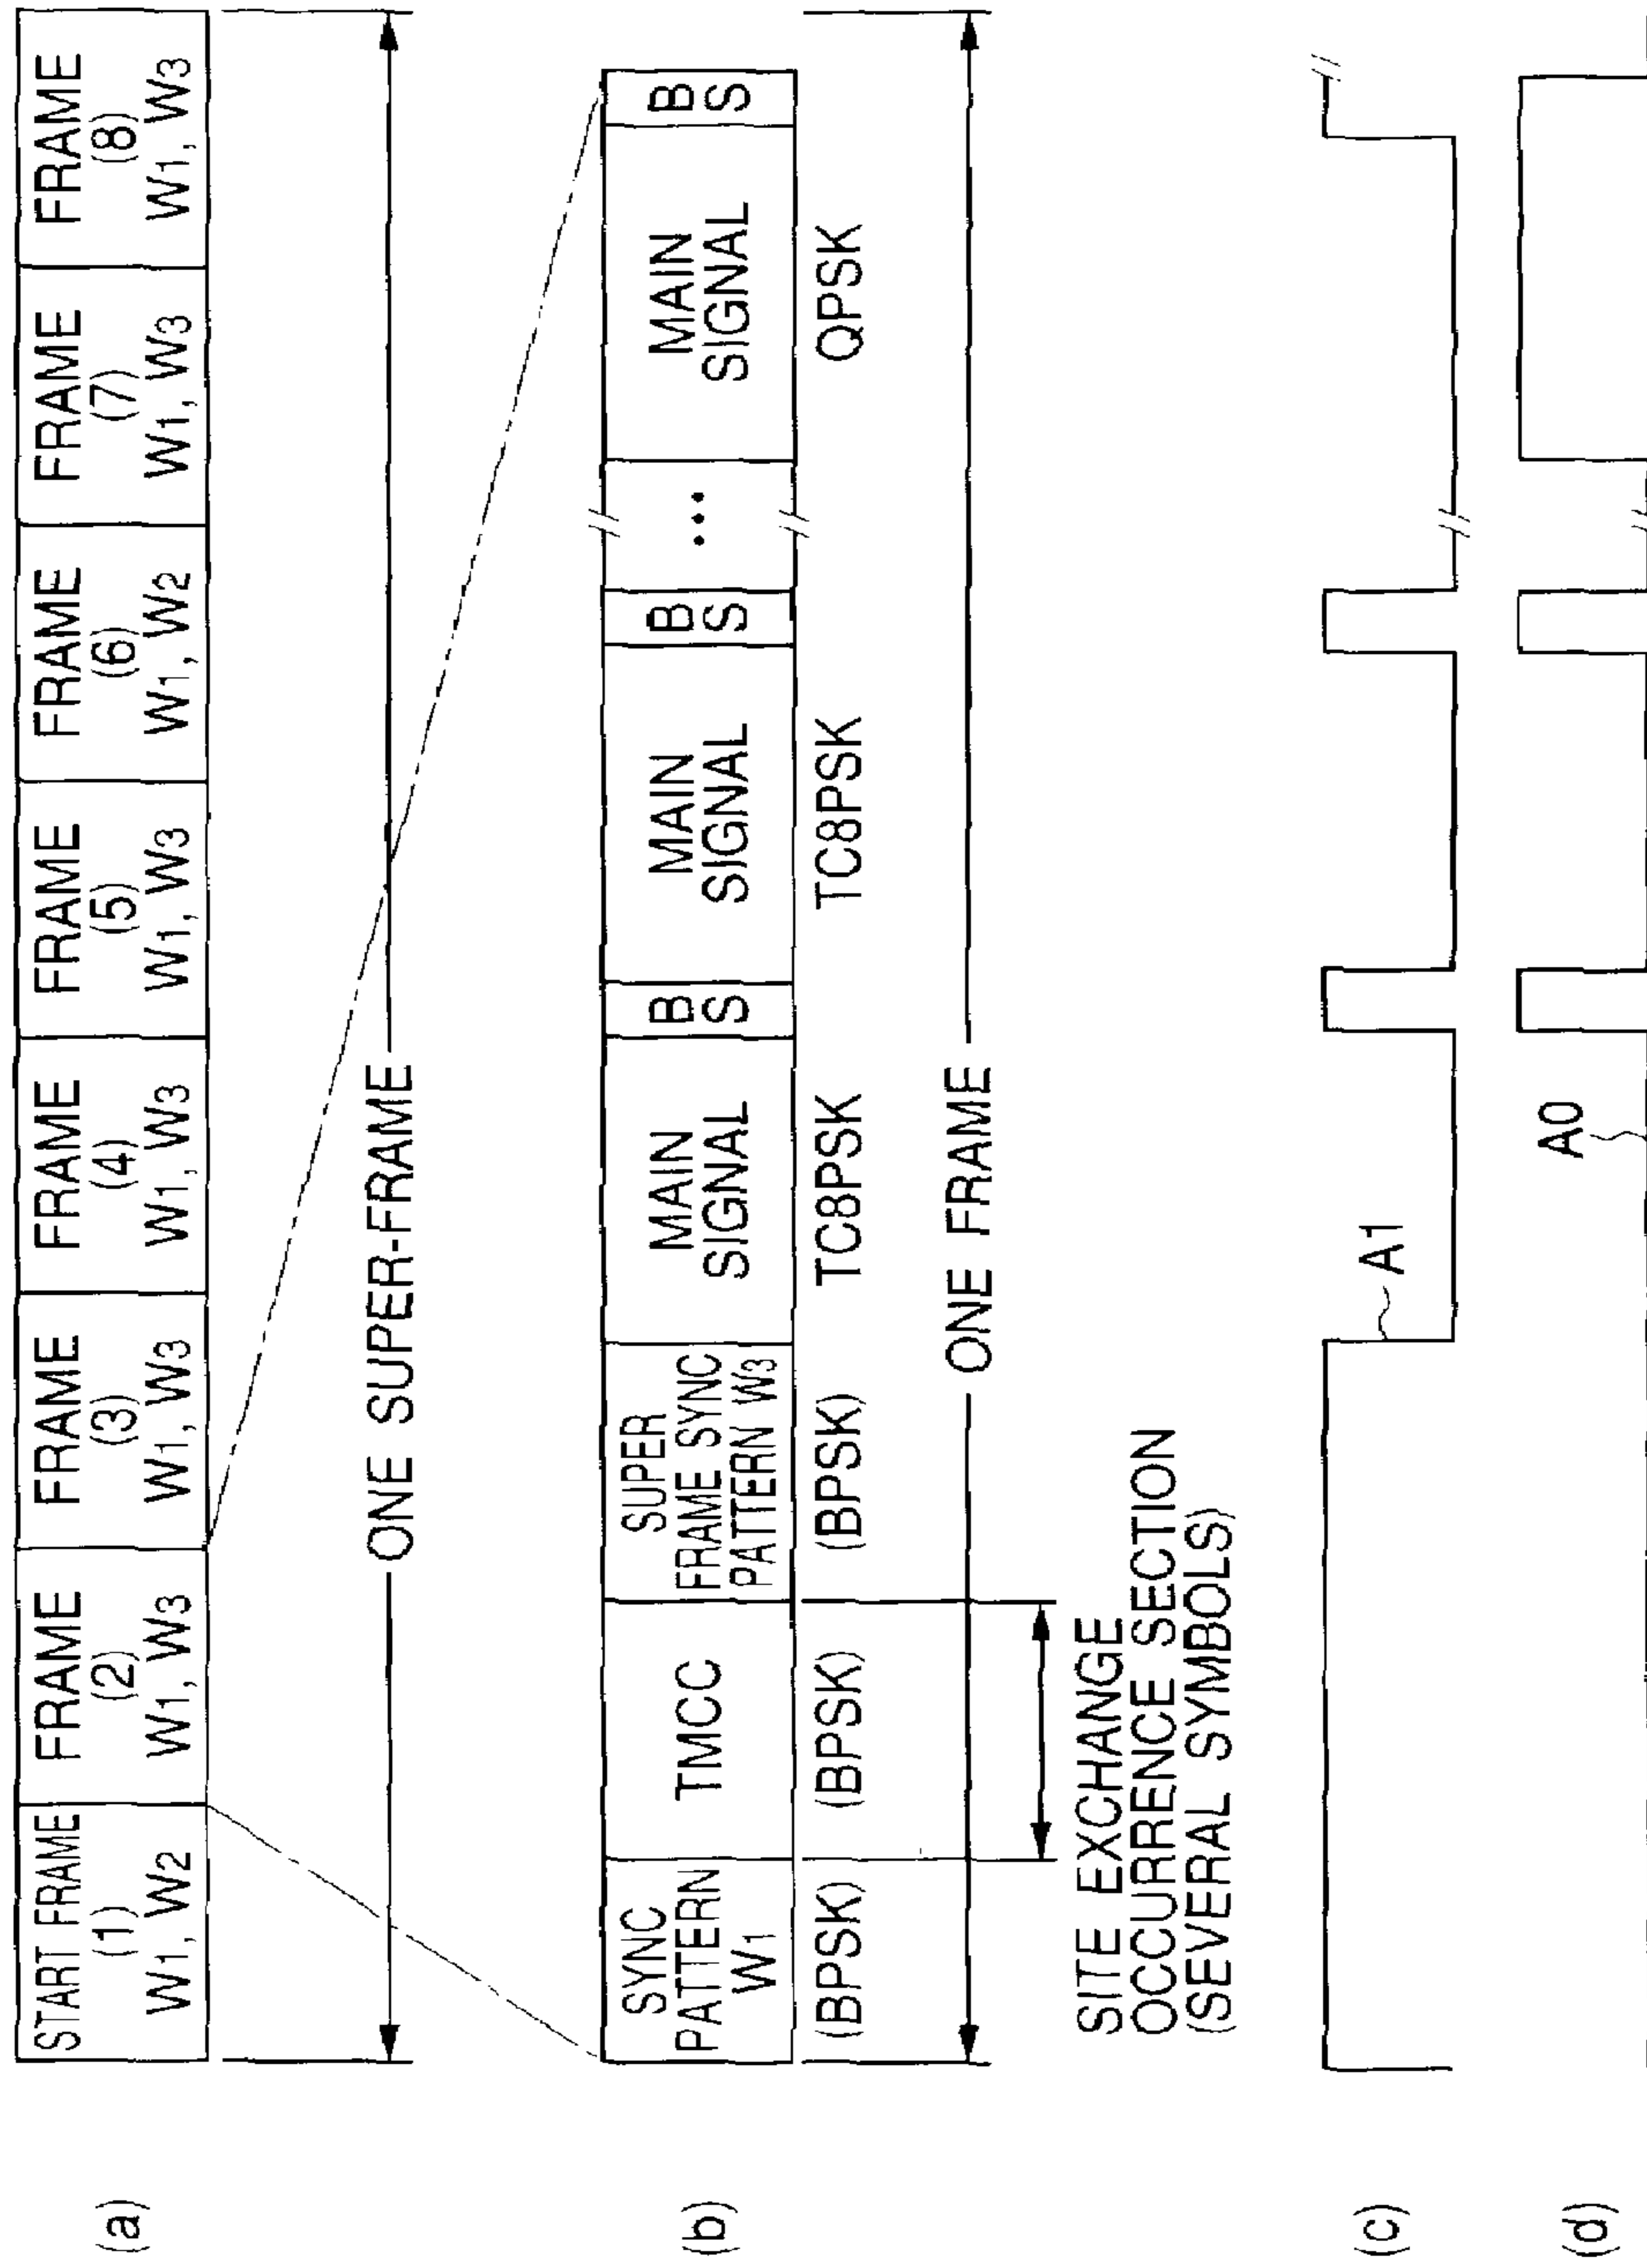 (a)
START FRAME
(1)
W1, W2
FRAME
(2)
W1, W3
FRAME
(3)
W1, W3
FRAME
(4)
W1, W3
FRAME
(5)
W1, W3
FRAME
(6)
W1, W2
FRAME
(7)
W1, W3
FRAME
(8)
W1, W3
ONE SUPER-FRAME
(b)
SYNC
PATTERN
W1
TMCC
SUPER
FRAME SYNC
PATTERN W3
MAIN
SIGNAL
B
S
MAIN
SIGNAL
B
S
...
MAIN
SIGNAL
B
S
(BPSK)
(BPSK)
(BPSK)
TC8PSK
TC8PSK
QPSK
ONE FRAME
SITE EXCHANGE
OCCURRENCE SECTION
(SEVERAL SYMBOLS)
(c)
A1
(d)
A0